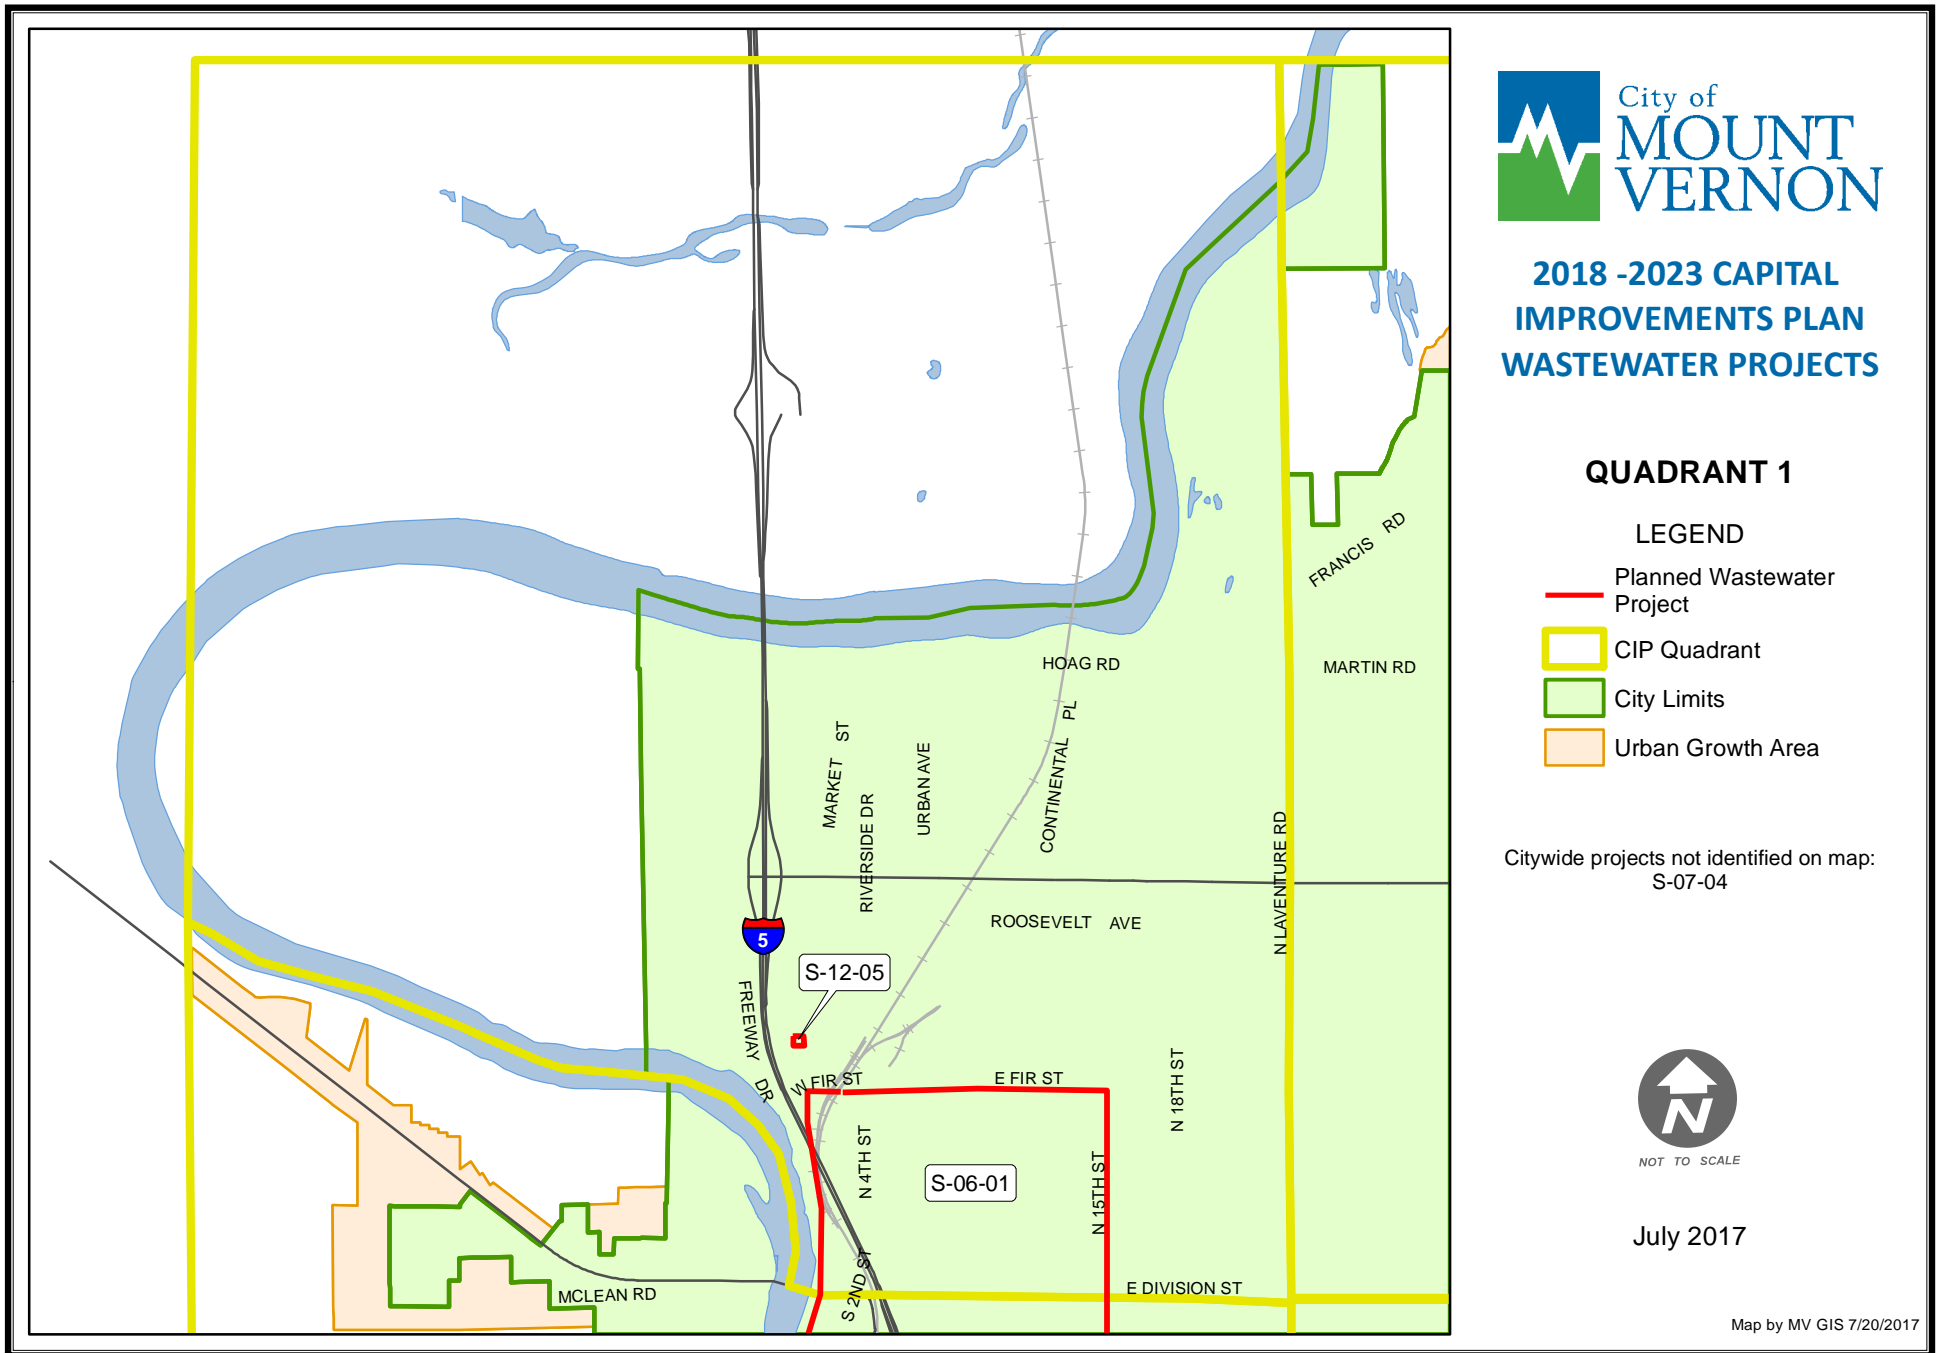 City of
MOUNT
VERNON
2018 -2023 CAPITAL
IMPROVEMENTS PLAN
WASTEWATER PROJECTS
QUADRANT 1
LEGEND
Planned Wastewater
Project
CIP Quadrant
City Limits
Urban Growth Area
Citywide projects not identified on map:
S-07-04
N
NOT TO SCALE
July 2017
Map by MV GIS 7/20/2017
FRANCIS RD
HOAG RD
MARTIN RD
MARKET ST
RIVERSIDE DR
URBAN AVE
CONTINENTAL PL
N LAVENTURE RD
ROOSEVELT AVE
5
S-12-05
FREEWAY DR
W FIR ST
E FIR ST
N 18TH ST
N 4TH ST
S-06-01
N 15TH ST
S 2ND ST
E DIVISION ST
MCLEAN RD